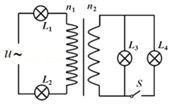 L₁ n₁ n₂
u~ L₃ L₄
L₂ S